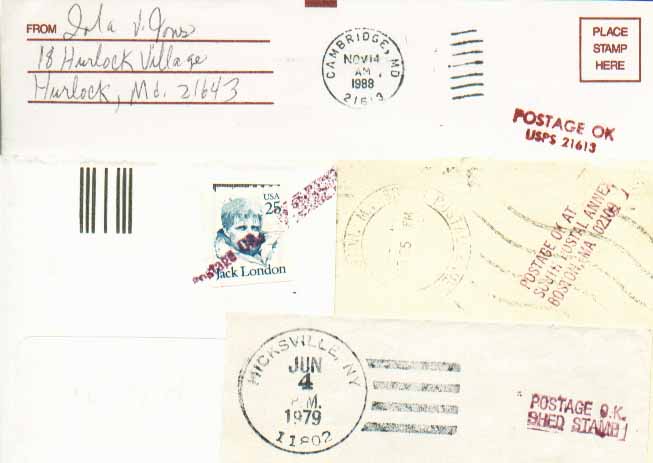 FROM Iola V. Jons
18 Hurlock Village
Hurlock, Md. 21643
CAMBRIDGE, MD
NOV 14
AM
1988
21613
PLACE
STAMP
HERE
POSTAGE OK
USPS 21613
USA
25
Jack London
PM
POSTAGE OK AT
SOUTH POSTAL ANNEX
BOSTON, MA
HICKSVILLE, NY
JUN
4
P.M.
1979
11802
POSTAGE O.K.
SHED STAMP